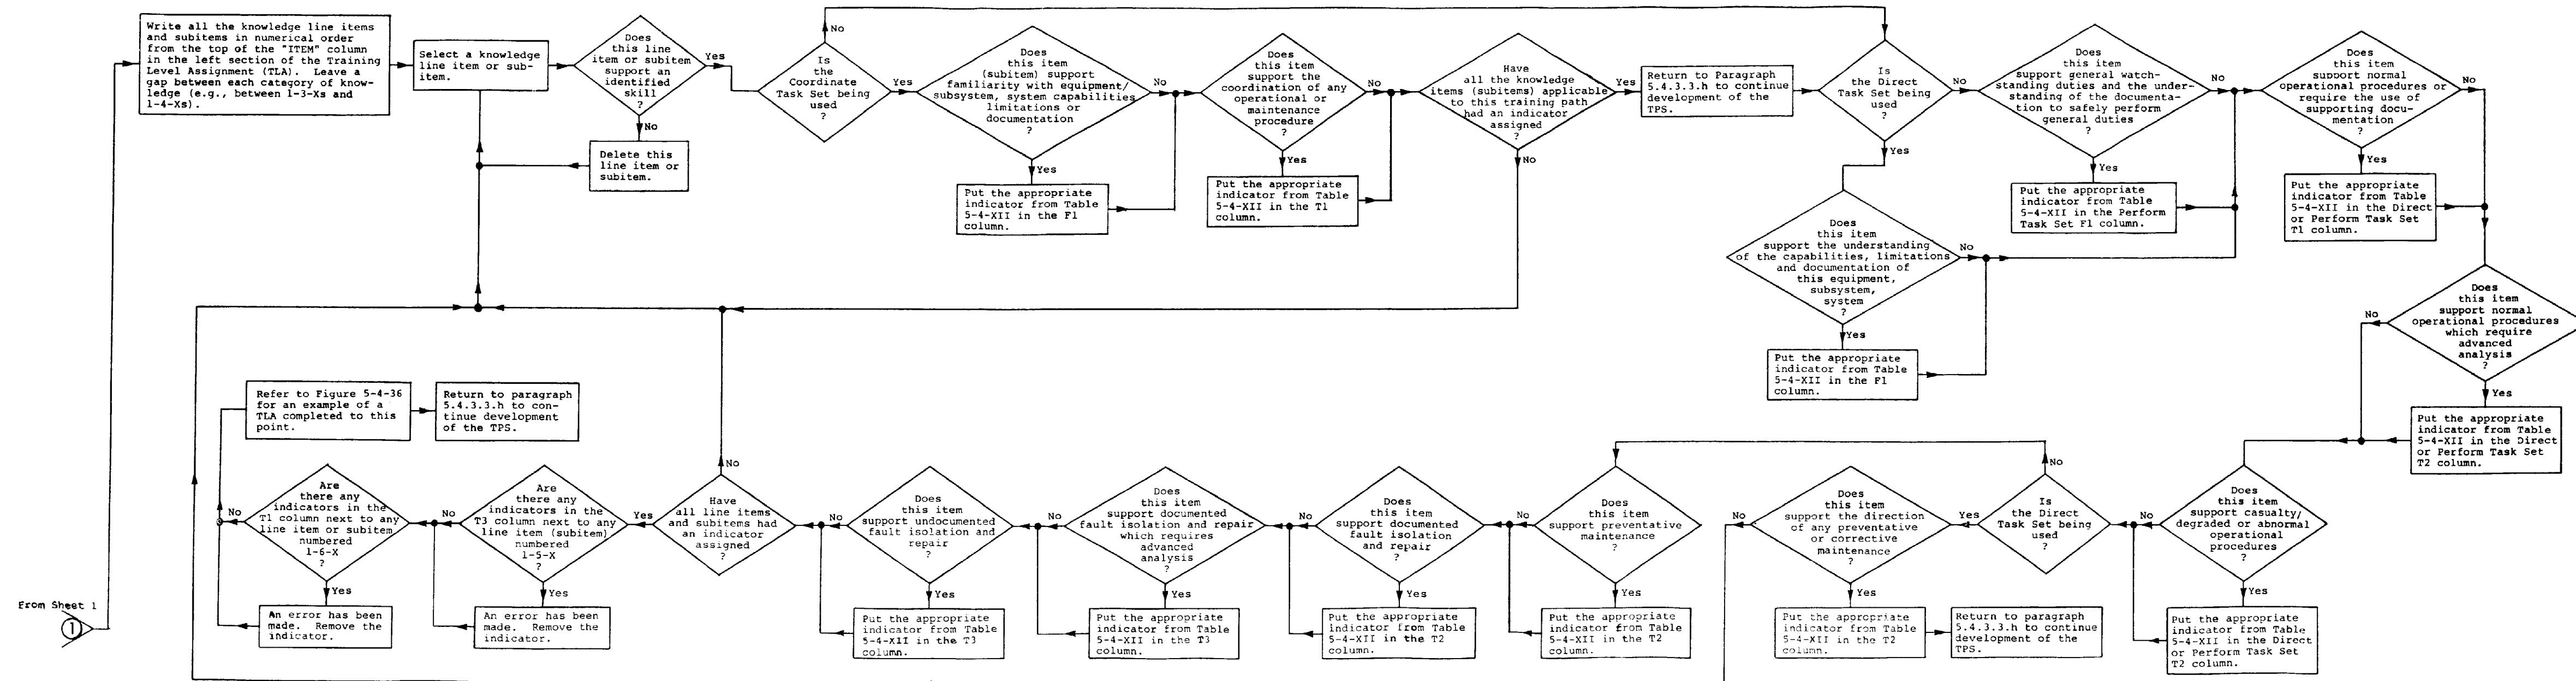 Write all the knowledge line items
and subitems in numerical order
from the top of the "ITEM" column
in the left section of the Training
Level Assignment (TLA). Leave a
gap between each category of know-
ledge (e.g., between 1-3-Xs and
1-4-Xs).
Select a knowledge
line item or sub-
item.
Does
this line
item or subitem
support an
identified
skill
?
Yes
No
Delete this
line item or
subitem.
Is
the
Coordinate
Task Set being
used
?
No
Yes
Does
this item
(subitem) support
familiarity with equipment/
subsystem, system capabilities
limitations or
documentation
?
No
Yes
Put the appropriate
indicator from Table
5-4-XII in the F1
column.
Does
this item
support the
coordination of any
operational or
maintenance
procedure
?
No
Yes
Put the appropriate
indicator from Table
5-4-XII in the T1
column.
Have
all the knowledge
items (subitems) applicable
to this training path
had an indicator
assigned
?
Yes
No
Return to Paragraph
5.4.3.3.h to continue
development of the
TPS.
Is
the Direct
Task Set being
used
?
No
Yes
Does
this item
support general watch-
standing duties and the under-
standing of the documenta-
tion to safely perform
general duties
?
No
Yes
Put the appropriate
indicator from Table
5-4-XII in the Perform
Task Set F1 column.
Does
this item
support normal
operational procedures or
require the use of
supporting docu-
mentation
?
No
Yes
Put the appropriate
indicator from Table
5-4-XII in the Direct
or Perform Task Set
T1 column.
Does
this item
support the understanding
of the capabilities, limitations
and documentation of
this equipment,
subsystem,
system
?
No
Yes
Put the appropriate
indicator from Table
5-4-XII in the F1
column.
Does
this item
support normal
operational procedures
which require
advanced
analysis
?
No
Yes
Put the appropriate
indicator from Table
5-4-XII in the Direct
or Perform Task Set
T2 column.
Refer to Figure 5-4-36
for an example of a
TLA completed to this
point.
Return to paragraph
5.4.3.3.h to con-
tinue development
of the TPS.
Are
there any
indicators in the
T1 column next to any
line item or subitem
numbered
1-6-X
?
No
Yes
An error has been
made. Remove the
indicator.
Are
there any
indicators in the
T3 column next to any
line item (subitem)
numbered
1-5-X
?
No
Yes
An error has been
made. Remove the
indicator.
Have
all line items
and subitems had
an indicator
assigned
?
No
Yes
Does
this item
support undocumented
fault isolation and
repair
?
No
Yes
Put the appropriate
indicator from Table
5-4-XII in the T3
column.
Does
this item
support documented
fault isolation and repair
which requires
advanced
analysis
?
No
Yes
Put the appropriate
indicator from Table
5-4-XII in the T3
column.
Does
this item
support documented
fault isolation
and repair
?
No
Yes
Put the appropriate
indicator from Table
5-4-XII in the T2
column.
Does
this item
support preventative
maintenance
?
No
Yes
Put the appropriate
indicator from Table
5-4-XII in the T2
column.
Does
this item
support the direction
of any preventative
or corrective
maintenance
?
No
Yes
Put the appropriate
indicator from Table
5-4-XII in the T2
column.
Return to paragraph
5.4.3.3.h to continue
development of the
TPS.
Is
the Direct
Task Set being
used
?
No
Yes
Does
this item
support casualty/
degraded or abnormal
operational
procedures
?
No
Yes
Put the appropriate
indicator from Table
5-4-XII in the Direct
or Perform Task Set
T2 column.
From Sheet 1
1